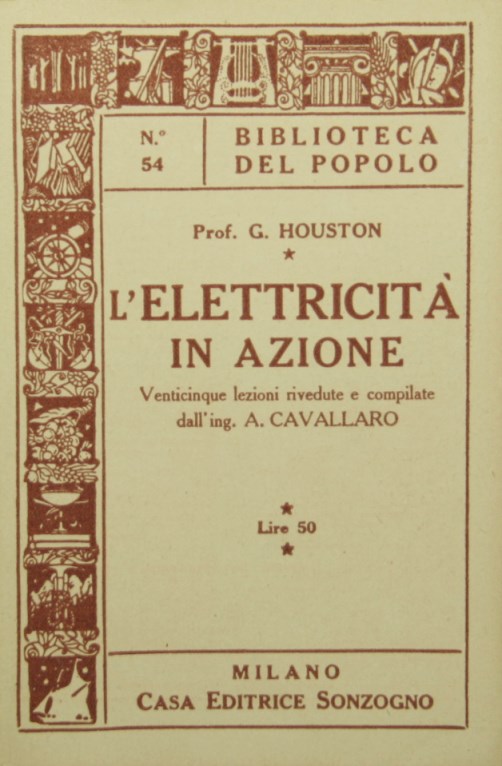 N.°
54
BIBLIOTECA
DEL POPOLO
Prof. G. HOUSTON
L'ELETTRICITÀ
IN AZIONE
Venticinque lezioni rivedute e compilate
dall'ing. A. CAVALLARO
Lire 50
MILANO
CASA EDITRICE SONZOGNO